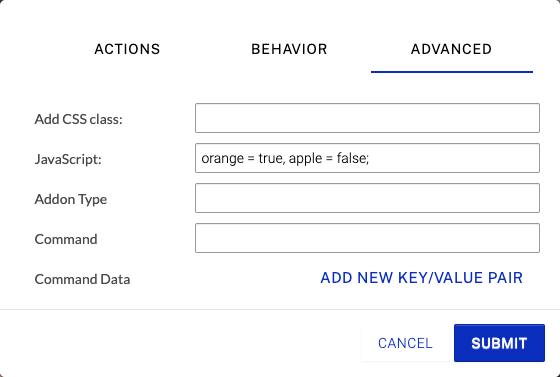 ACTIONS BEHAVIOR ADVANCED
Add CSS class:
JavaScript: orange = true, apple = false;
Addon Type
Command
Command Data ADD NEW KEY/VALUE PAIR
CANCEL SUBMIT